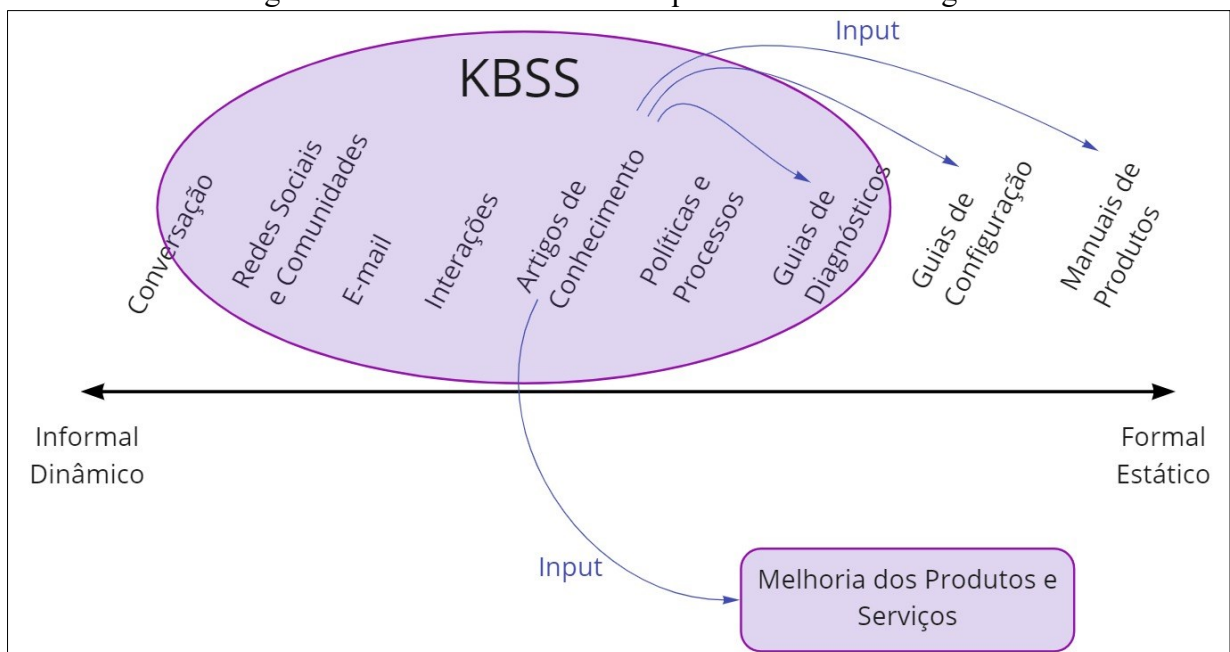 Input
KBSS
Conversação
Redes Sociais
e Comunidades
E-mail
Interações
Artigos de
Conhecimento
Políticas e
Processos
Guias de
Diagnósticos
Guias de
Configuração
Manuais de
Produtos
Informal
Dinâmico
Formal
Estático
Input
Melhoria dos Produtos e
Serviços